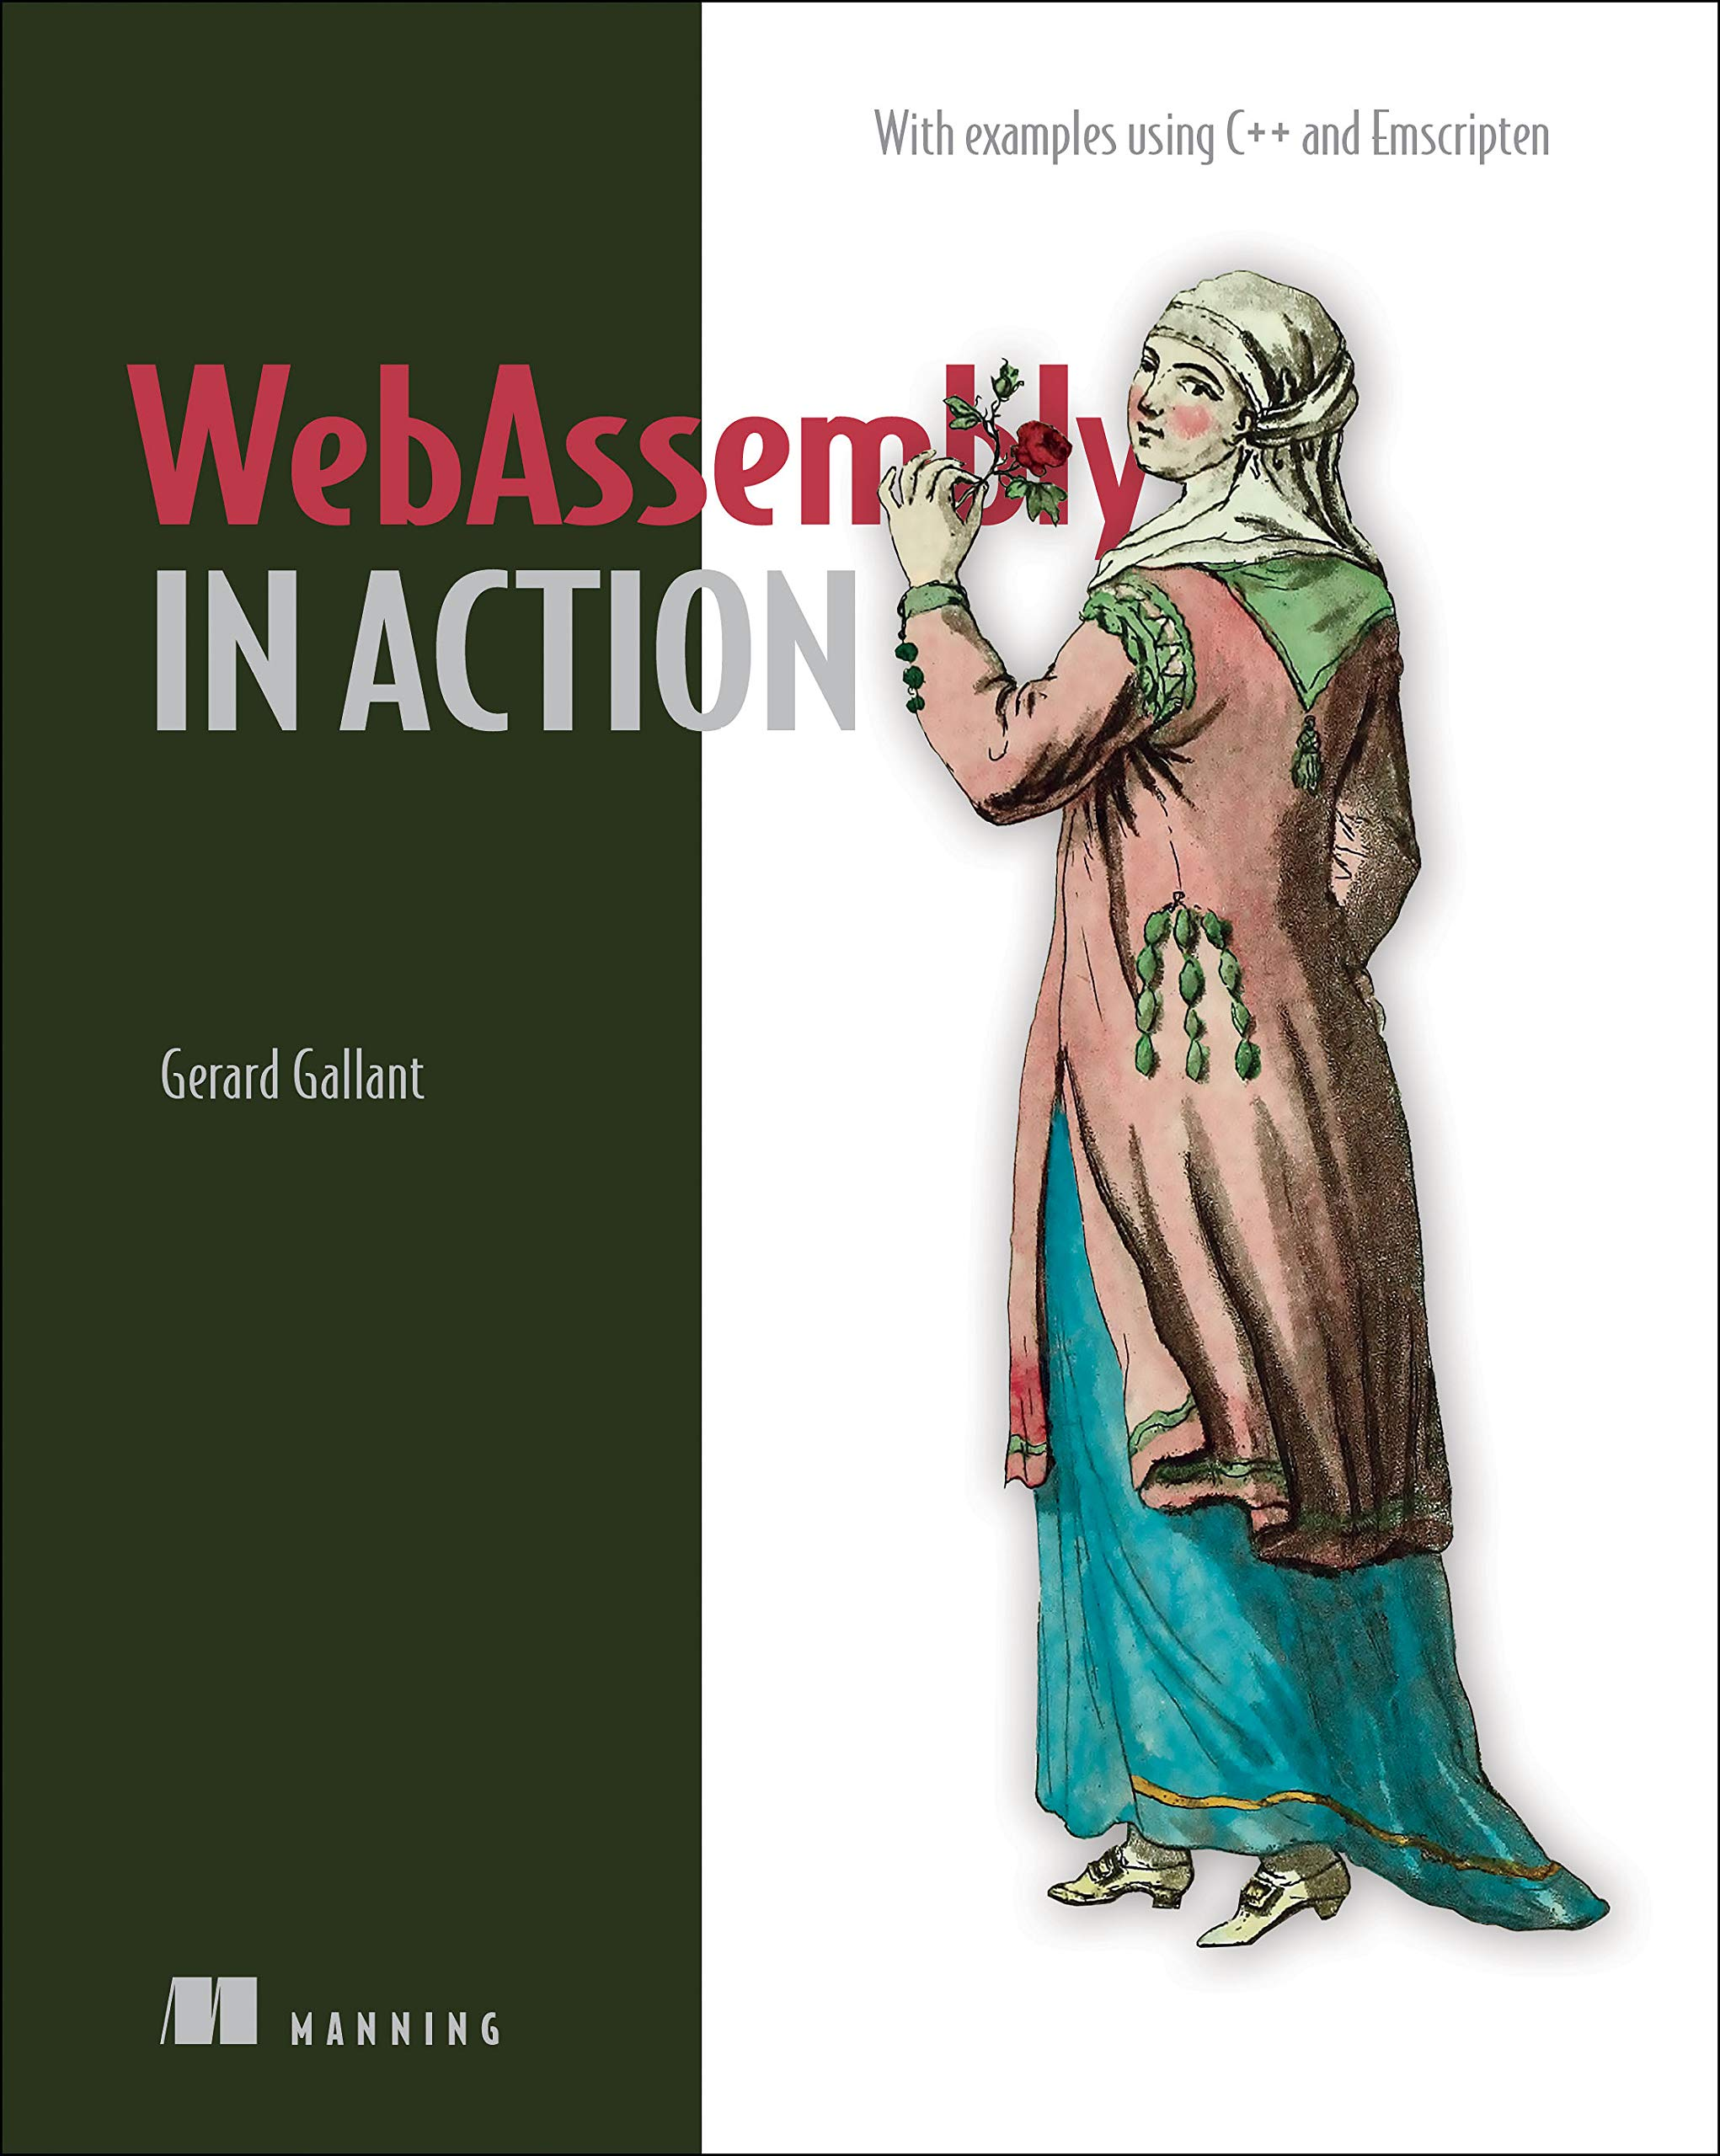 With examples using C++ and Emscripten
WebAssembly
IN ACTION
Gerard Gallant
MANNING